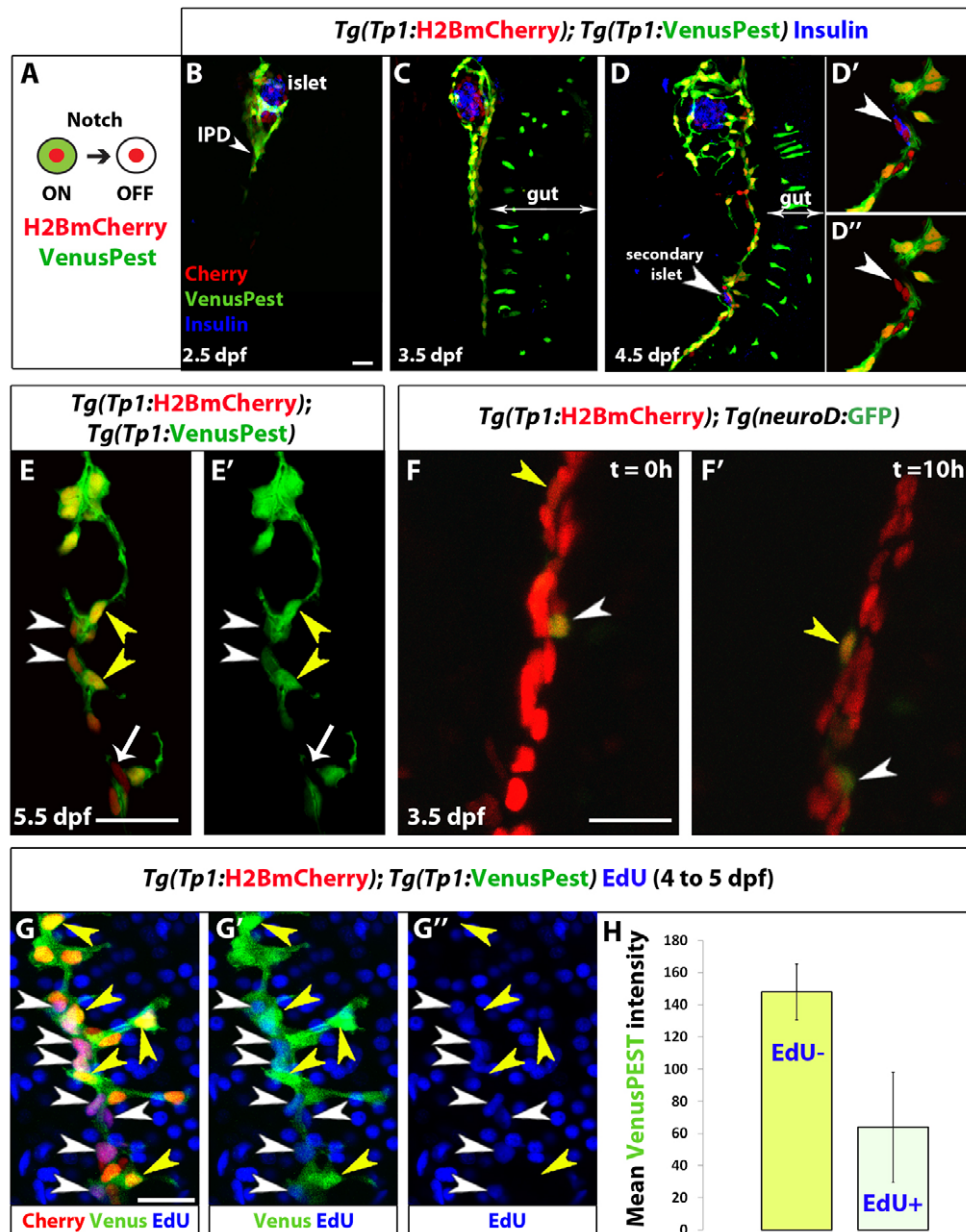 Tg(Tp1:H2BmCherry); Tg(Tp1:VenusPest) Insulin
A
Notch
ON OFF
H2BmCherry
VenusPest
B
islet
IPD
Cherry
VenusPest
Insulin
2.5 dpf
C
gut
3.5 dpf
D
gut
secondary
islet
4.5 dpf
D'
D''
Tg(Tp1:H2BmCherry);
Tg(Tp1:VenusPest)
E
5.5 dpf
E'
Tg(Tp1:H2BmCherry); Tg(neuroD:GFP)
F
t = 0h
3.5 dpf
F'
t =10h
Tg(Tp1:H2BmCherry); Tg(Tp1:VenusPest) EdU (4 to 5 dpf)
G
Cherry Venus EdU
G'
Venus EdU
G''
EdU
H
Mean VenusPEST intensity
180
160
140
120
100
80
60
40
20
0
EdU-
EdU+